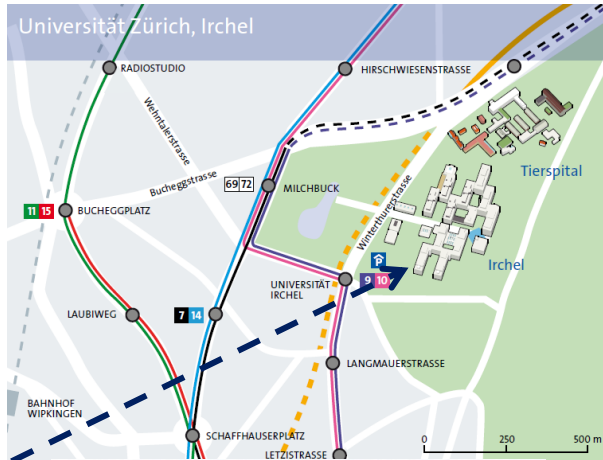 Universität Zürich, Irchel
RADIOSTUDIO
HIRSCHWIESENSTRASSE
Wehntalerstrasse
Bucheggstrasse
69 72
MILCHBUCK
Tierspital
11 15
BUCHEGGPLATZ
Winterthurerstrasse
P
Irchel
UNIVERSITÄT
IRCHEL
9 10
LAUBIWEG
7 14
LANGMAUERSTRASSE
BAHNHOF
WIPKINGEN
SCHAFFHAUSERPLATZ
LETZISTRASSE
0 250 500 m